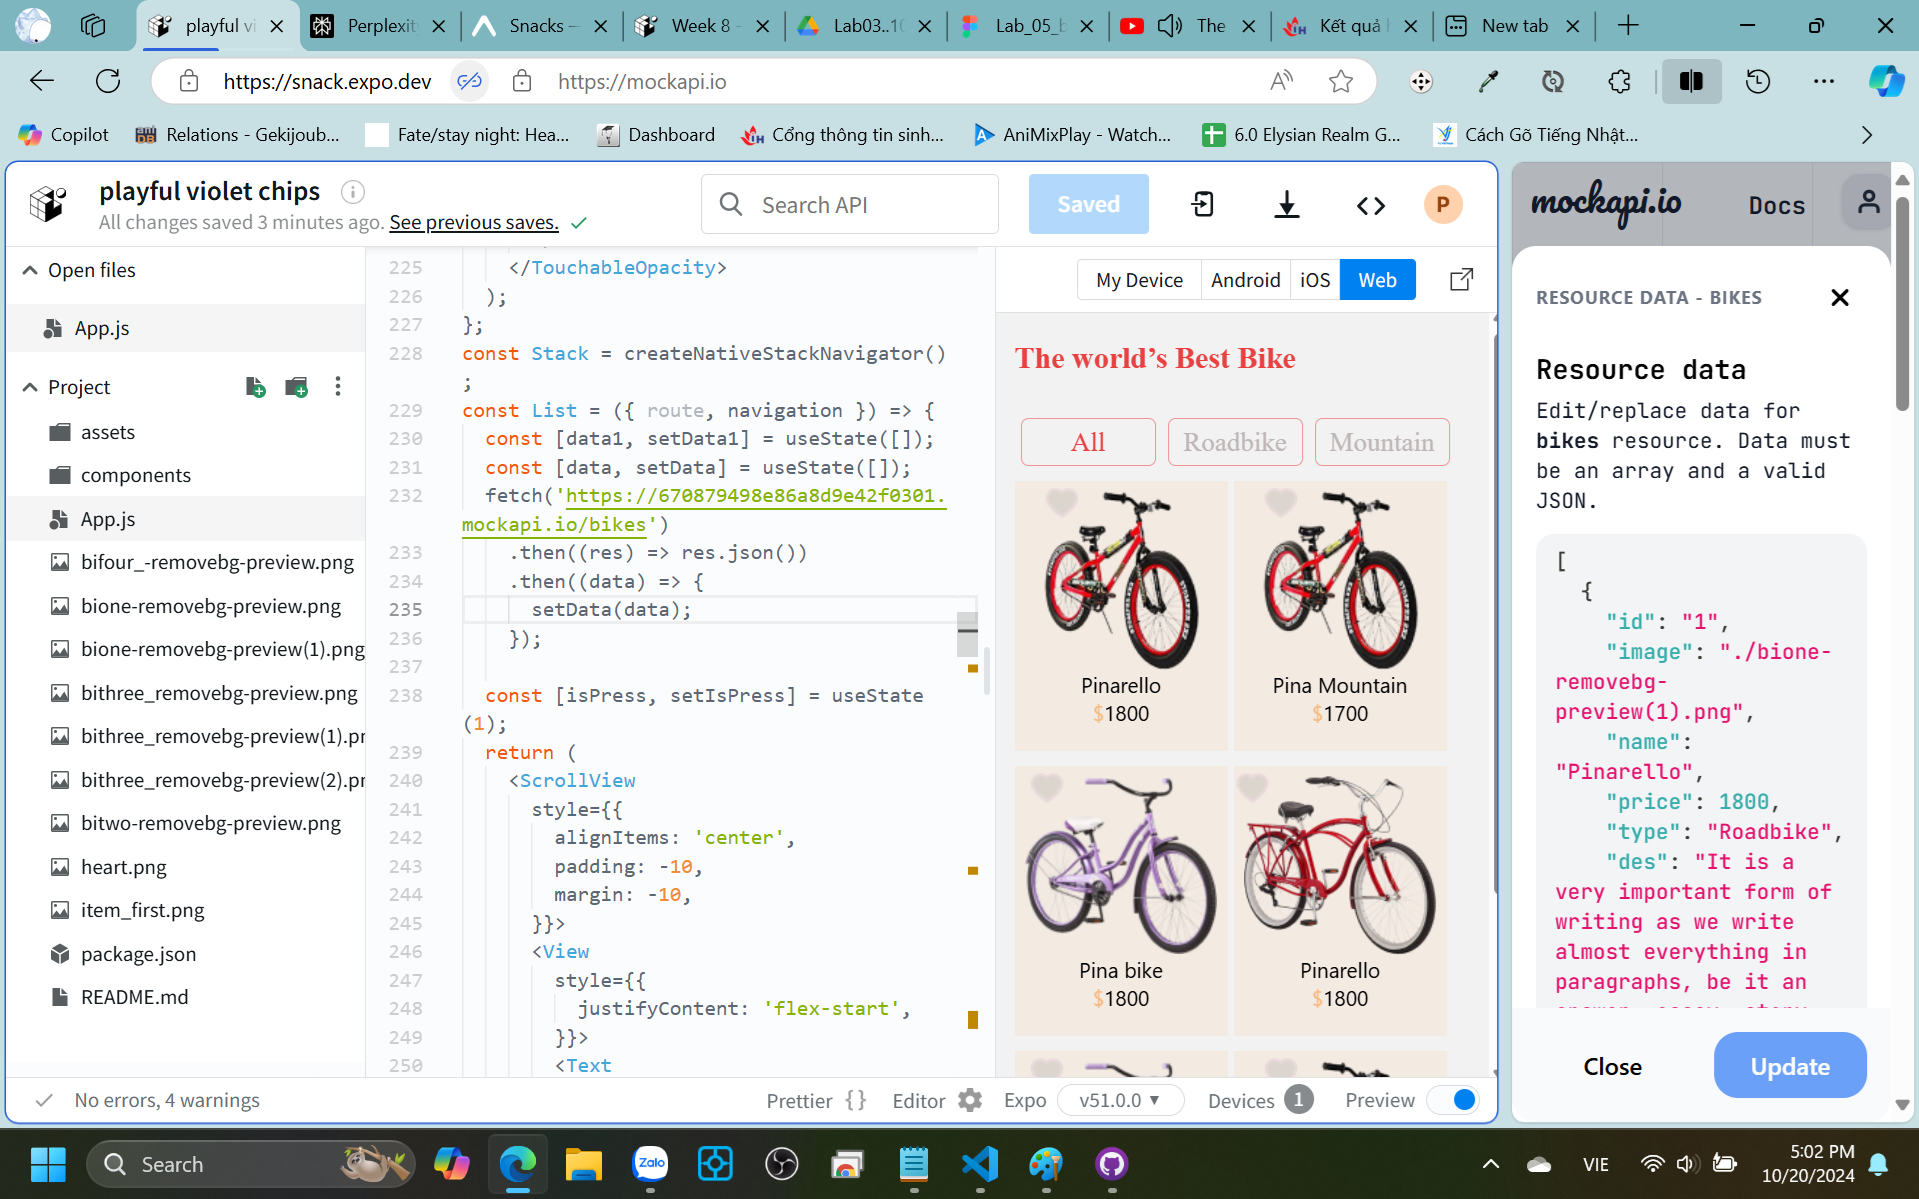 playful vi
Perplexit
Snacks –
Week 8 -
Lab03..10
Lab_05_b
The
Kết quả h
New tab
https://snack.expo.dev
https://mockapi.io
Copilot
Relations - Gekijoub...
Fate/stay night: Hea...
Dashboard
Cổng thông tin sinh...
AniMixPlay - Watch...
6.0 Elysian Realm G...
Cách Gõ Tiếng Nhật...
playful violet chips
All changes saved 3 minutes ago. See previous saves.
Search API
Saved
P
Open files
App.js
Project
assets
components
App.js
bifour_-removebg-preview.png
bione-removebg-preview.png
bione-removebg-preview(1).png
bithree_removebg-preview.png
bithree_removebg-preview(1).pr
bithree_removebg-preview(2).pr
bitwo-removebg-preview.png
heart.png
item_first.png
package.json
README.md
225 </TouchableOpacity>
226 );
227 };
228 const Stack = createNativeStackNavigator()
;
229 const List = ({ route, navigation }) => {
230 const [data1, setData1] = useState([]);
231 const [data, setData] = useState([]);
232 fetch('https://670879498e86a8d9e42f0301.
mockapi.io/bikes')
233 .then((res) => res.json())
234 .then((data) => {
235 setData(data);
236 });
237
238 const [isPress, setIsPress] = useState
(1);
239 return (
240 <ScrollView
241 style={{
242 alignItems: 'center',
243 padding: -10,
244 margin: -10,
245 }}>
246 <View
247 style={{
248 justifyContent: 'flex-start',
249 }}>
250 <Text
My Device
Android
iOS
Web
The world’s Best Bike
All
Roadbike
Mountain
Pinarello
$1800
Pina Mountain
$1700
Pina bike
$1800
Pinarello
$1800
mockapi.io
Docs
RESOURCE DATA - BIKES
Resource data
Edit/replace data for
bikes resource. Data must
be an array and a valid
JSON.
[
{
"id": "1",
"image": "./bione-
removebg-
preview(1).png",
"name":
"Pinarello",
"price": 1800,
"type": "Roadbike",
"des": "It is a
very important form of
writing as we write
almost everything in
paragraphs, be it an
Close
Update
No errors, 4 warnings
Prettier { }
Editor
Expo
v51.0.0
Devices 1
Preview
Search
Zalo
VIE
5:02 PM
10/20/2024